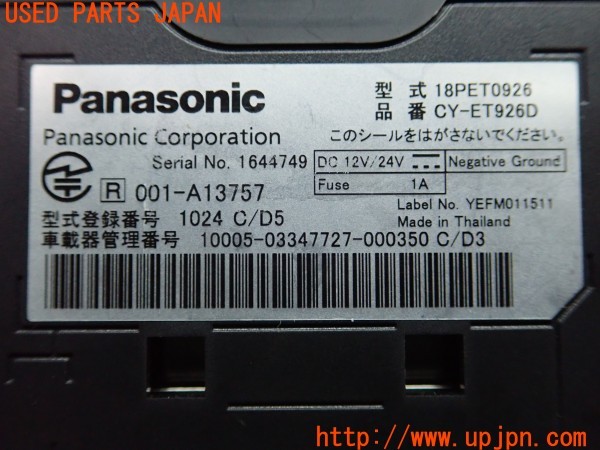 USED PARTS JAPAN
Panasonic
型 式 18PET0926
品 番 CY-ET926D
Panasonic Corporation
このシールをはがさないでください。
Serial No. 1644749
DC 12V/24V
Negative Ground
Fuse 1A
R 001-A13757
Label No. YEFM011511
型式登録番号 1024 C/D5
Made in Thailand
車載器管理番号 10005-03347727-000350 C/D3
http://www.upjpn.com